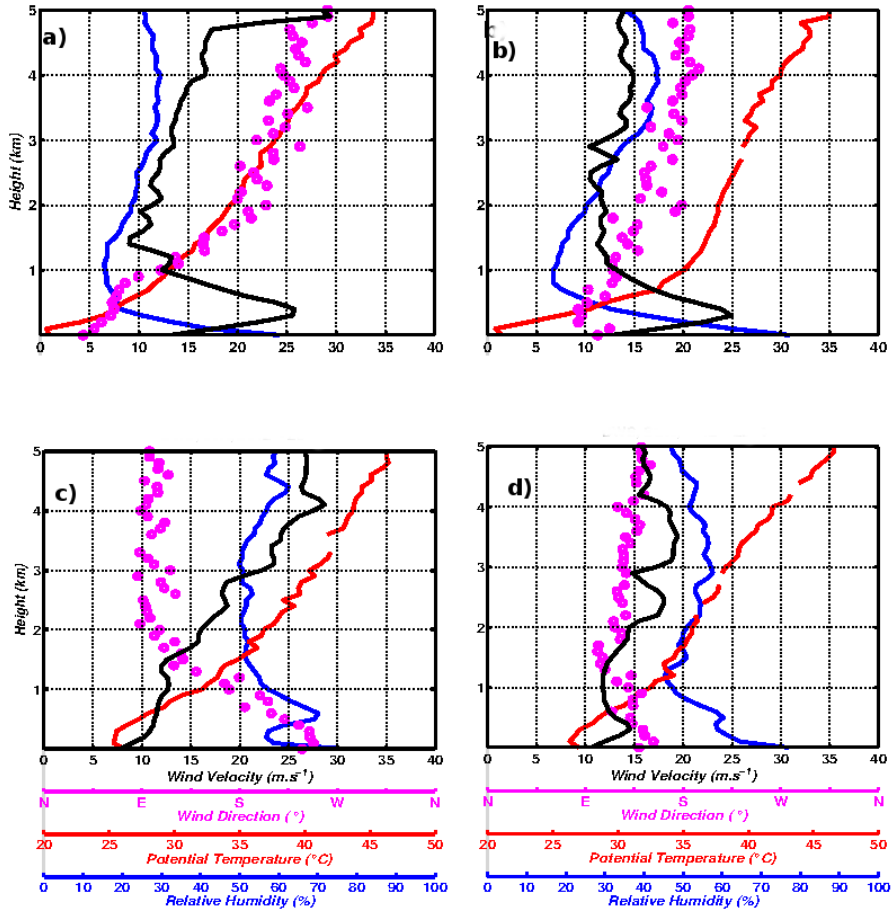 a)
b)
b)
5
4
3
2
1
Height (km)
0 5 10 15 20 25 30 35 40
5
4
3
2
1
0 5 10 15 20 25 30 35 40
c)
d)
5
4
3
2
1
Height (km)
0 5 10 15 20 25 30 35 40
Wind Velocity (m.s⁻¹)
N E S W N
Wind Direction (°)
20 25 30 35 40 45 50
Potential Temperature (°C)
0 10 20 30 40 50 60 70 80 90 100
Relative Humidity (%)
5
4
3
2
1
0 5 10 15 20 25 30 35 40
Wind Velocity (m.s⁻¹)
N E S W N
Wind Direction (°)
20 25 30 35 40 45 50
Potential Temperature (°C)
0 10 20 30 40 50 60 70 80 90 100
Relative Humidity (%)